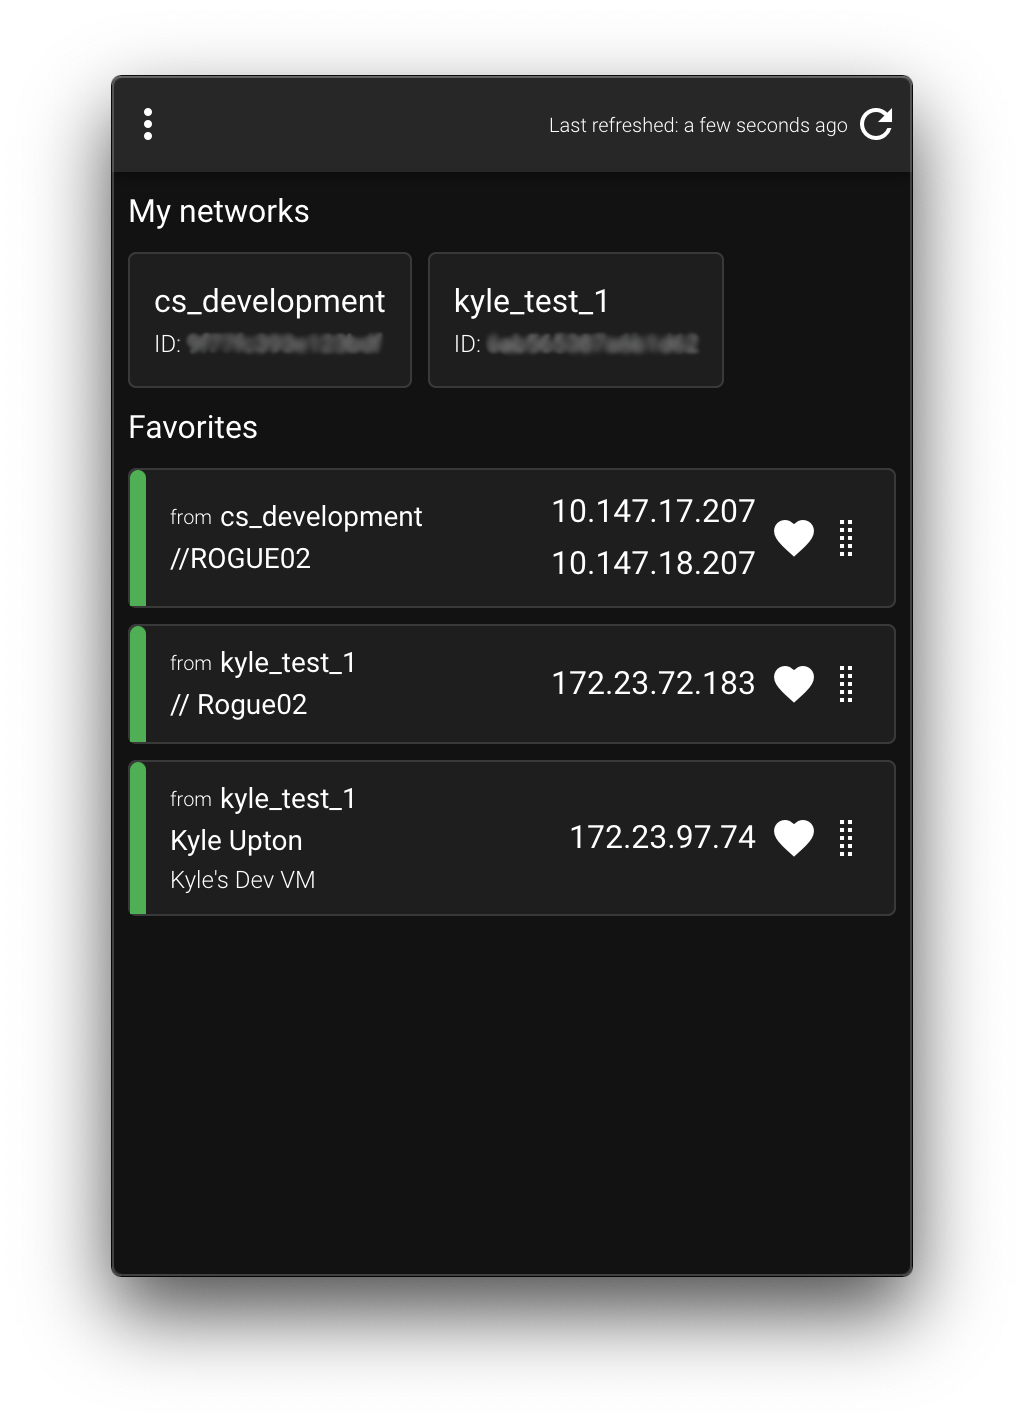 Last refreshed: a few seconds ago
My networks
cs_development
ID:
kyle_test_1
ID:
Favorites
from cs_development
//ROGUE02
10.147.17.207
10.147.18.207
from kyle_test_1
// Rogue02
172.23.72.183
from kyle_test_1
Kyle Upton
Kyle's Dev VM
172.23.97.74